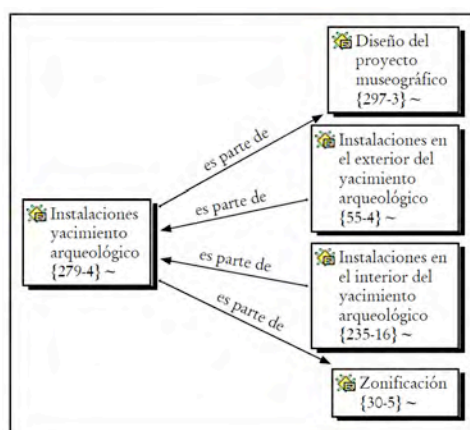 Diseño del
proyecto
museográfico
{297-3} ~
es parte de
Instalaciones en
el exterior del
yacimiento
arqueológico
{55-4} ~
es parte de
Instalaciones
yacimiento
arqueológico
{279-4} ~
es parte de
Instalaciones en
el interior del
yacimiento
arqueológico
{235-16} ~
es parte de
Zonificación
{30-5} ~